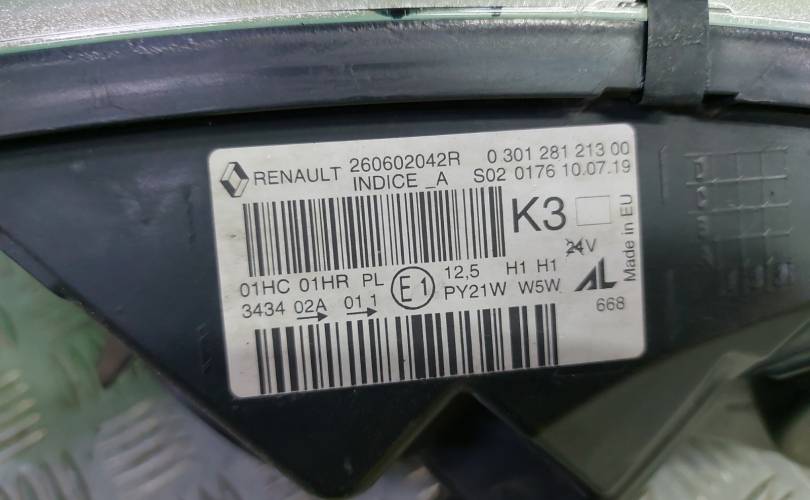 RENAULT 260602042R 0 301 281 213 00
INDICE _A S02 0176 10.07.19
K3
24V
Made in EU
01HC 01HR PL E1 12,5 H1 H1
3434 02A 01 1 PY21W W5W AL
668